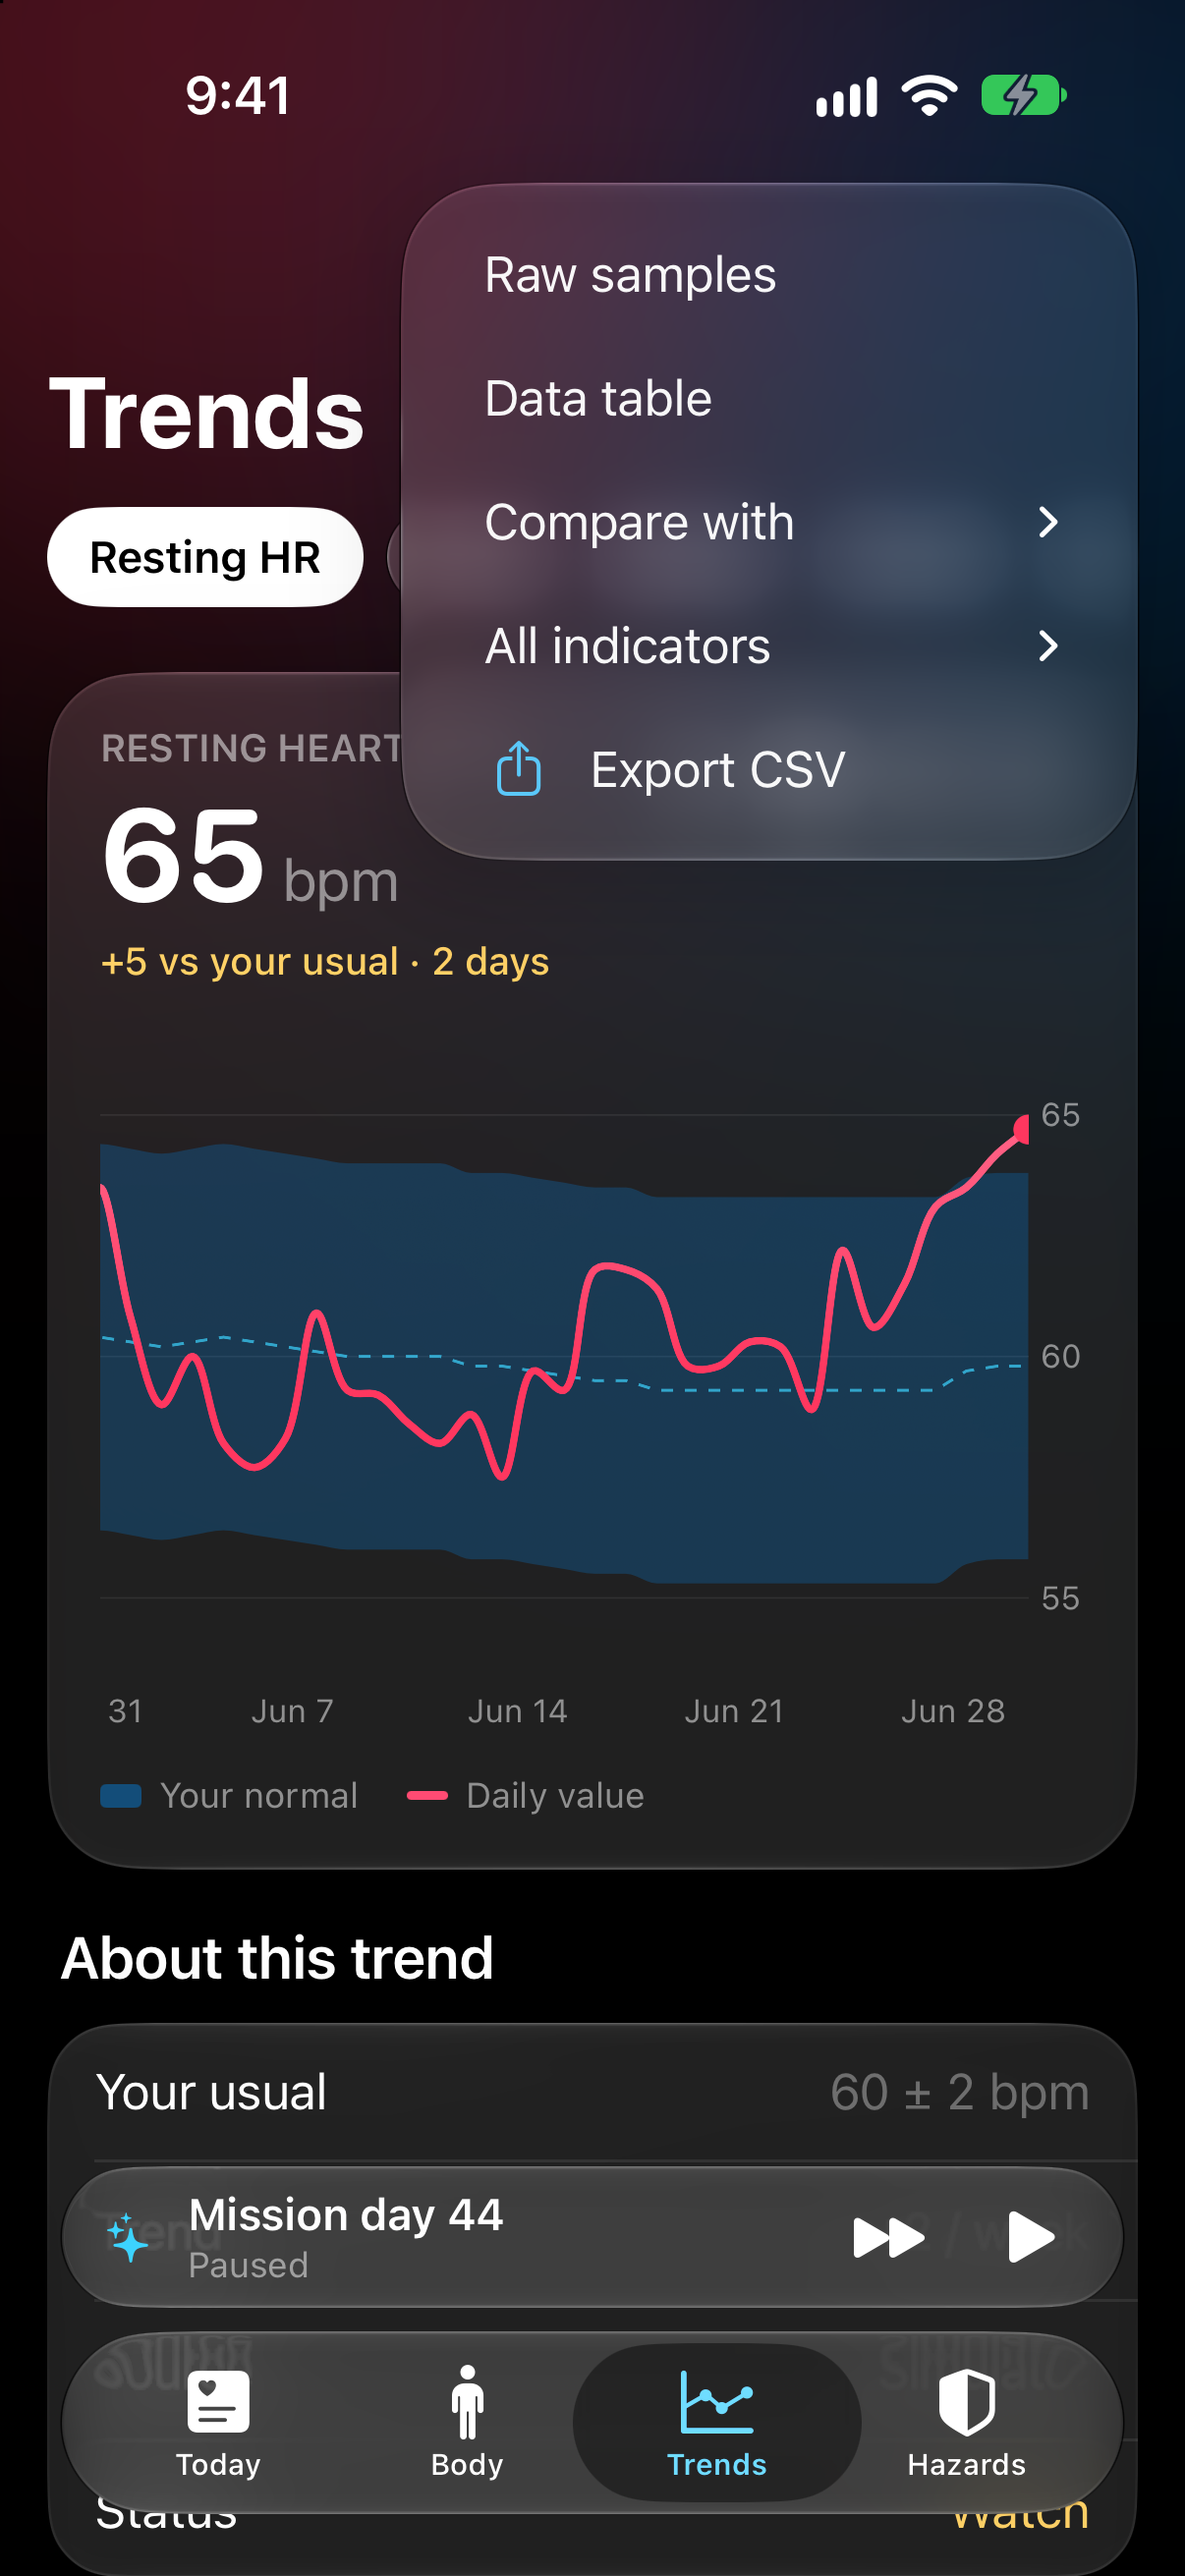 9:41
Raw samples
Data table
Compare with
All indicators
Export CSV
Trends
Resting HR
RESTING HEART
65 bpm
+5 vs your usual · 2 days
65
60
55
31 Jun 7 Jun 14 Jun 21 Jun 28
Your normal Daily value
About this trend
Your usual 60 ± 2 bpm
Trend / week
Mission day 44
Paused
Today Body Trends Hazards
Status Watch